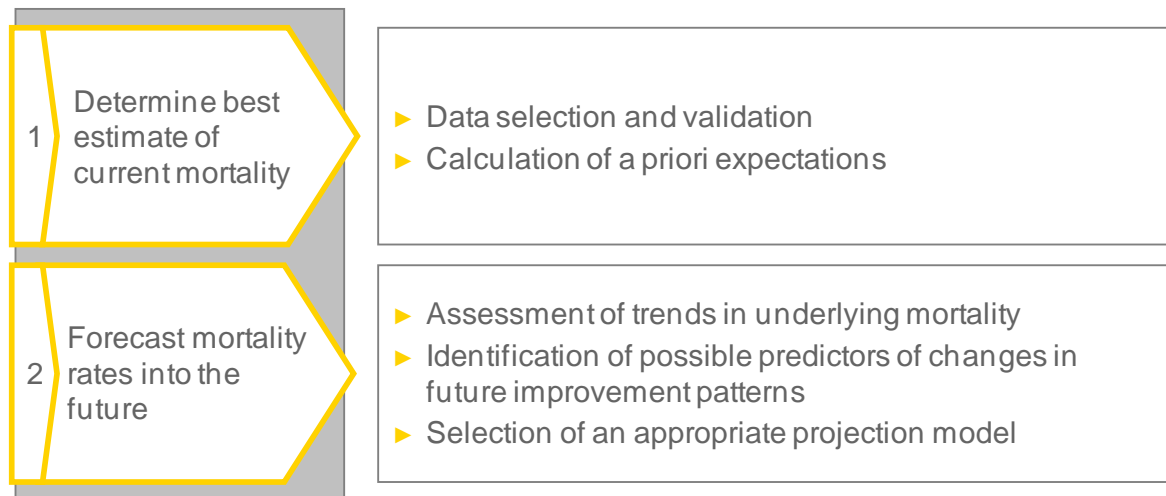 1
Determine best
estimate of
current mortality
► Data selection and validation
► Calculation of a priori expectations
2
Forecast mortality
rates into the
future
► Assessment of trends in underlying mortality
► Identification of possible predictors of changes in
future improvement patterns
► Selection of an appropriate projection model